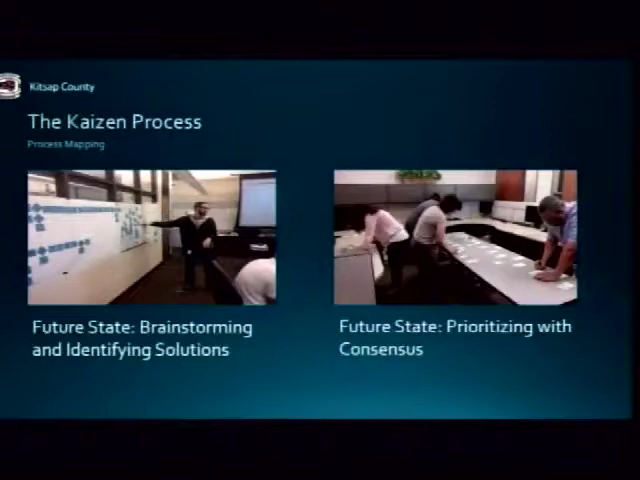 Kitsap County
The Kaizen Process
Process Mapping
Future State: Brainstorming
and Identifying Solutions
Future State: Prioritizing with
Consensus